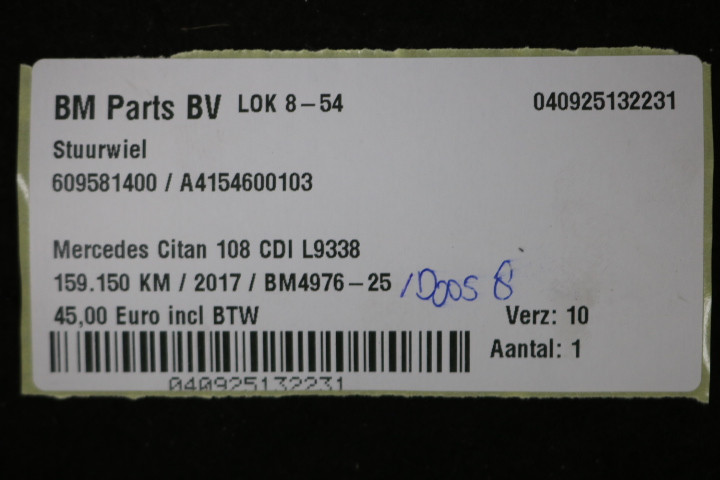 BM Parts BV LOK 8-54 040925132231
Stuurwiel
609581400 / A4154600103
Mercedes Citan 108 CDI L9338
159.150 KM / 2017 / BM4976-25 / Doos 8
45,00 Euro incl BTW Verz: 10
Aantal: 1
040925132231